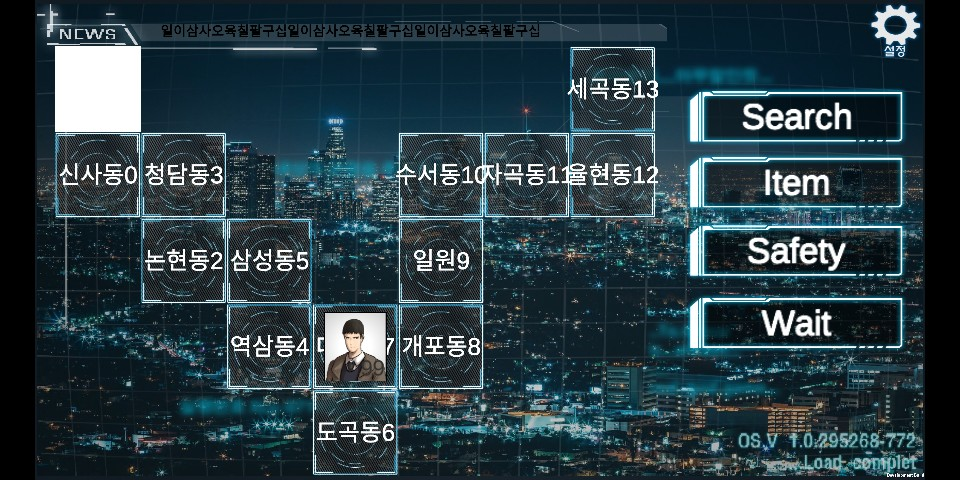 NEWS
일이삼사오육칠팔구십일이삼사오육칠팔구십일이삼사오육칠팔구십
설정
세곡동13
Search
신사동0
청담동3
수서동10
자곡동11
율현동12
Item
논현동2
삼성동5
일원9
Safety
역삼동4
7
99
개포동8
Wait
도곡동6
OS.V 1.0.295268-772
Load complet
Development Build